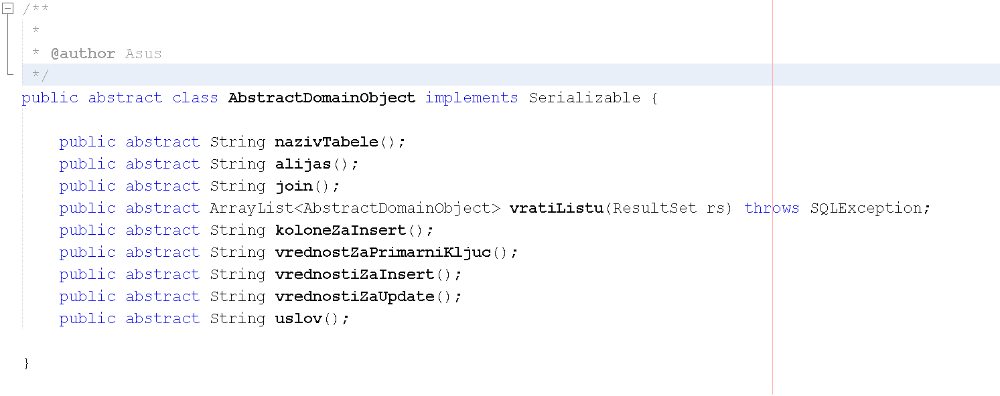 /**
 *
 * @author Asus
 */
public abstract class AbstractDomainObject implements Serializable {
    public abstract String nazivTabele();
    public abstract String alijas();
    public abstract String join();
    public abstract ArrayList<AbstractDomainObject> vratiListu(ResultSet rs) throws SQLException;
    public abstract String koloneZaInsert();
    public abstract String vrednostZaPrimarniKljuc();
    public abstract String vrednostiZaInsert();
    public abstract String vrednostiZaUpdate();
    public abstract String uslov();
}